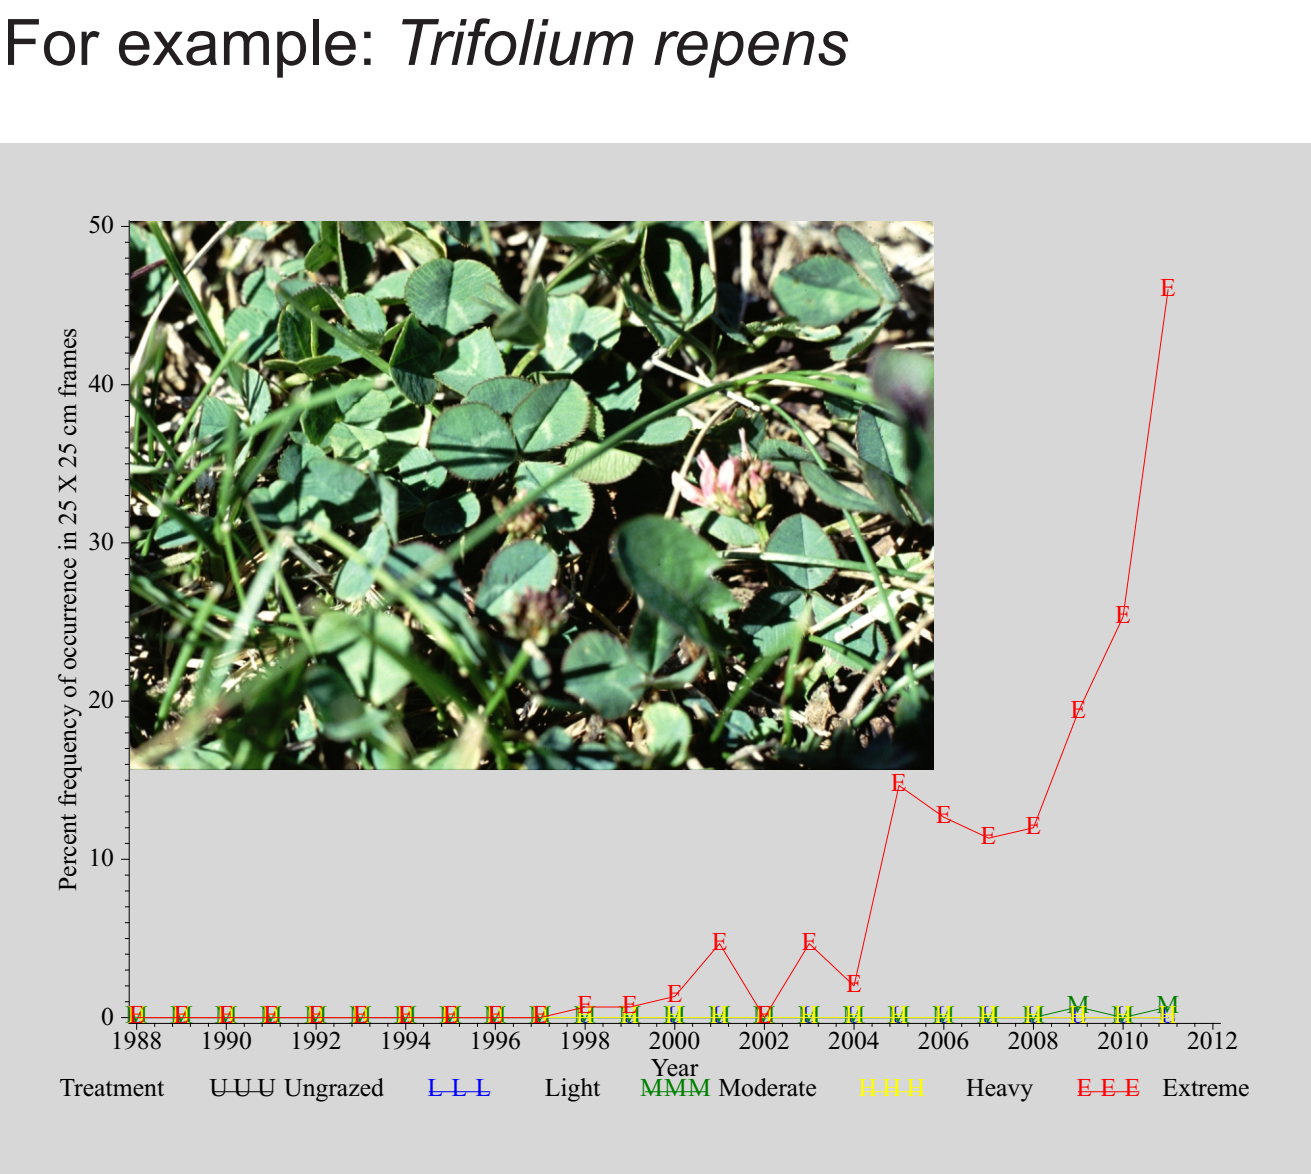 For example: Trifolium repens
Percent frequency of occurrence in 25 X 25 cm frames
50
40
30
20
10
0
1988 1990 1992 1994 1996 1998 2000 2002 2004 2006 2008 2010 2012
Year
Treatment U U U Ungrazed L L L Light M M M Moderate H H H Heavy E E E Extreme